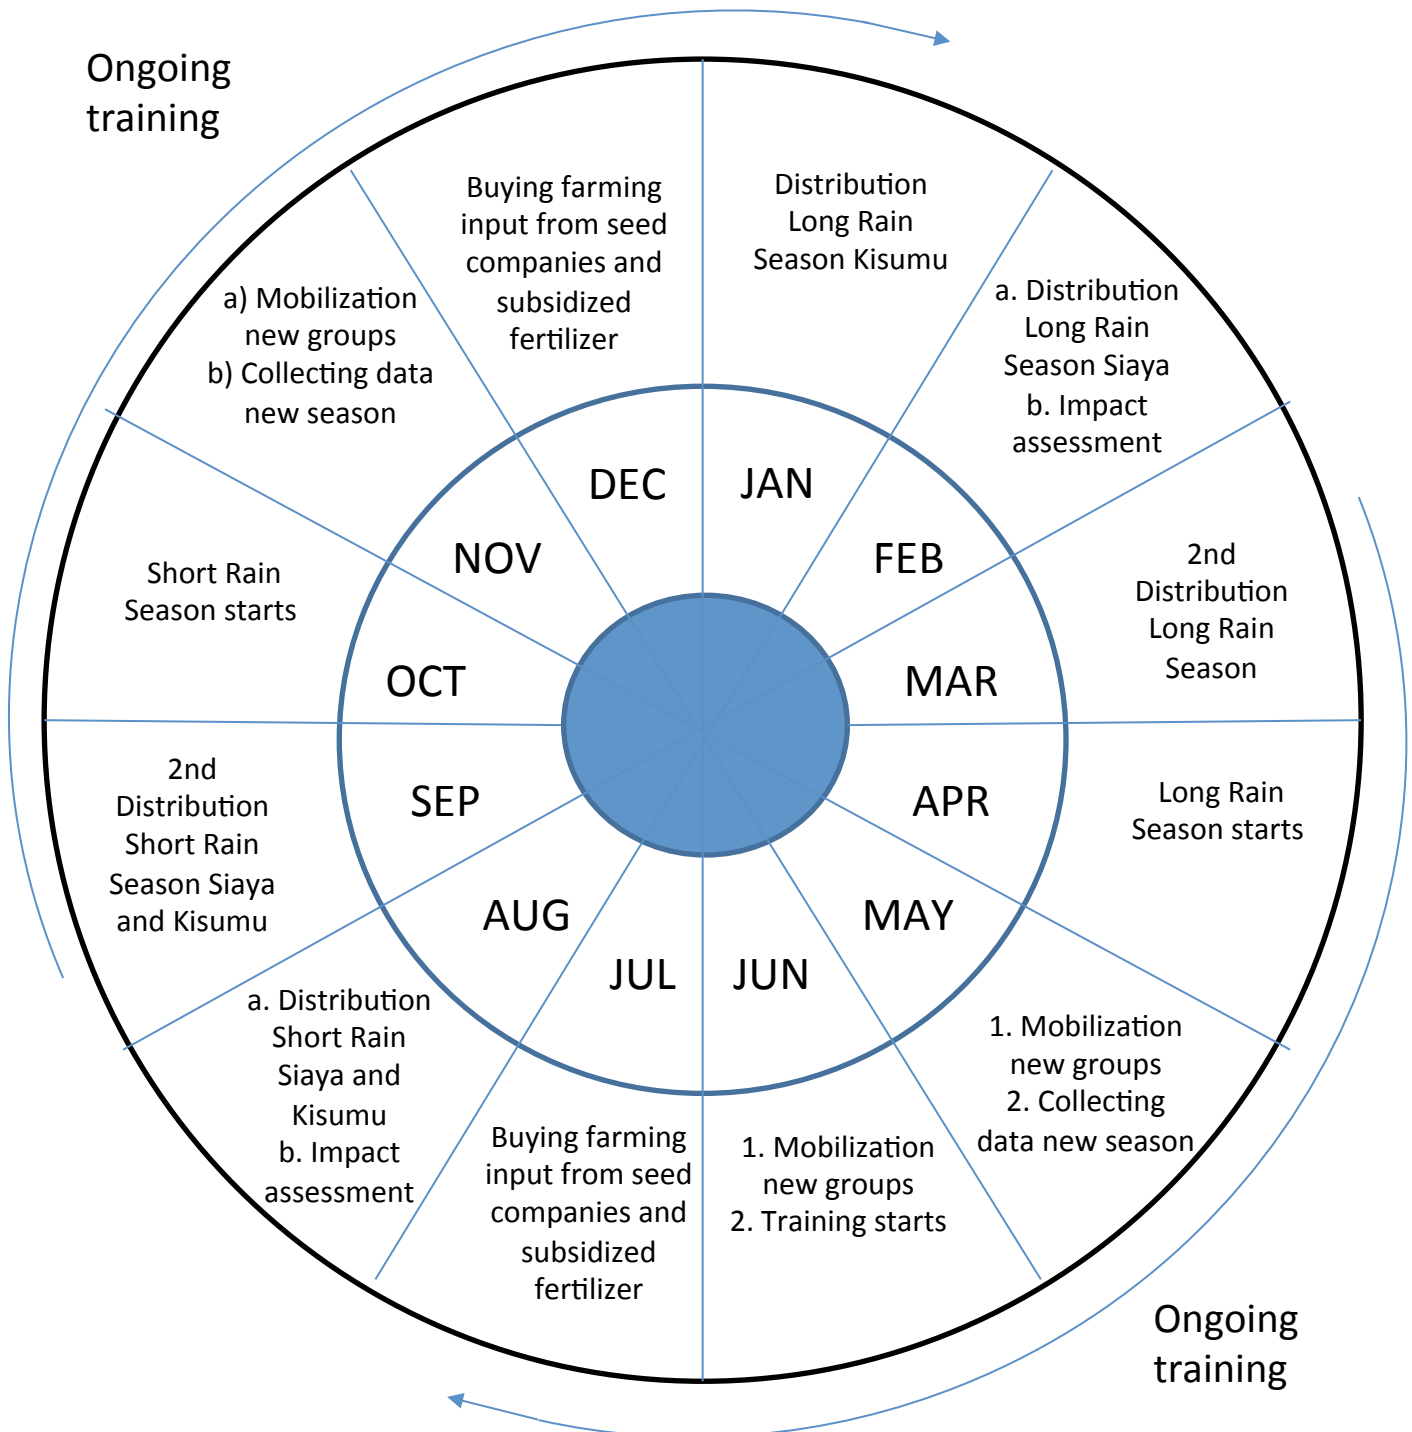 Ongoing
training
Distribution
Long Rain
Season Kisumu
a. Distribution
Long Rain
Season Siaya
b. Impact
assessment
2nd
Distribution
Long Rain
Season
Long Rain
Season starts
1. Mobilization
new groups
2. Collecting
data new season
1. Mobilization
new groups
2. Training starts
Buying farming
input from seed
companies and
subsidized
fertilizer
a. Distribution
Short Rain
Siaya and
Kisumu
b. Impact
assessment
2nd
Distribution
Short Rain
Season Siaya
and Kisumu
Short Rain
Season starts
a) Mobilization
new groups
b) Collecting data
new season
Buying farming
input from seed
companies and
subsidized
fertilizer
JAN
FEB
MAR
APR
MAY
JUN
JUL
AUG
SEP
OCT
NOV
DEC
Ongoing
training